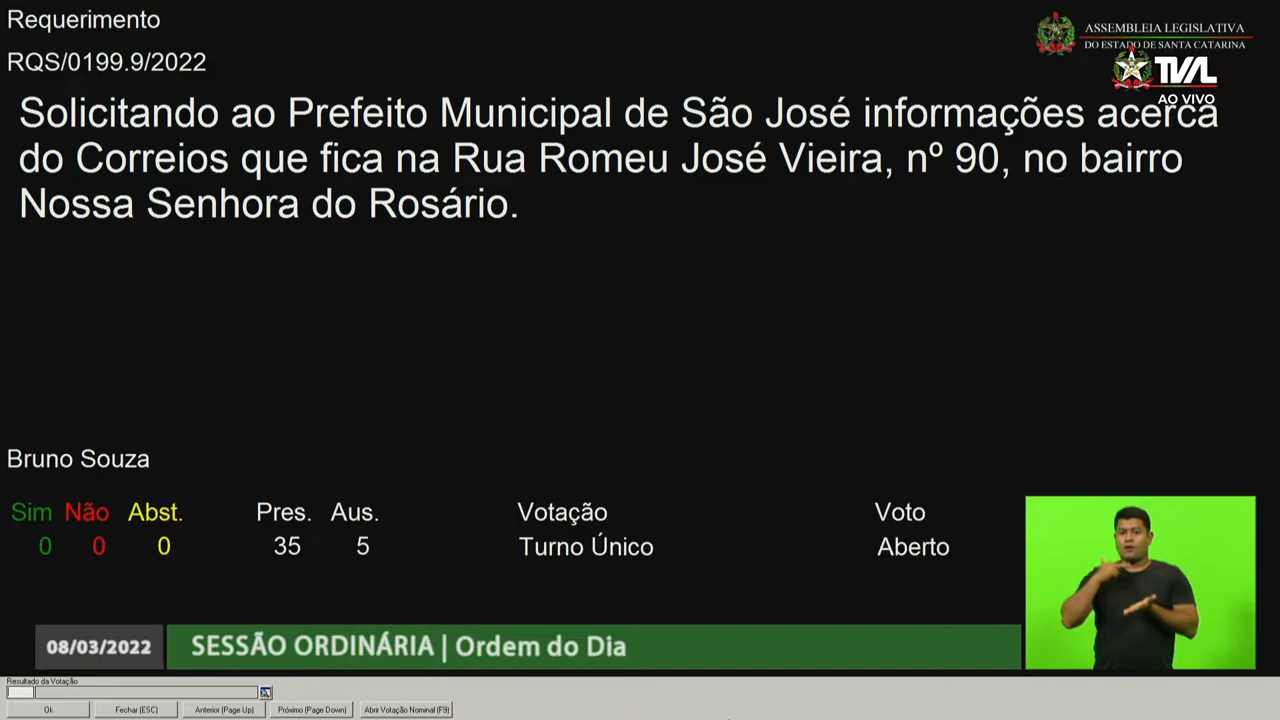 Requerimento
RQS/0199.9/2022
ASSEMBLEIA LEGISLATIVA
DO ESTADO DE SANTA CATARINA
TVAL
AO VIVO
Solicitando ao Prefeito Municipal de São José informações acerca
do Correios que fica na Rua Romeu José Vieira, nº 90, no bairro
Nossa Senhora do Rosário.
Bruno Souza
Sim Não Abst. Pres. Aus. Votação Voto
0 0 0 35 5 Turno Único Aberto
08/03/2022 SESSÃO ORDINÁRIA | Ordem do Dia
Resultado da Votação
Ok Fechar (ESC) Anterior (Page Up) Próximo (Page Down) Abrir Votação Nominal (F9)